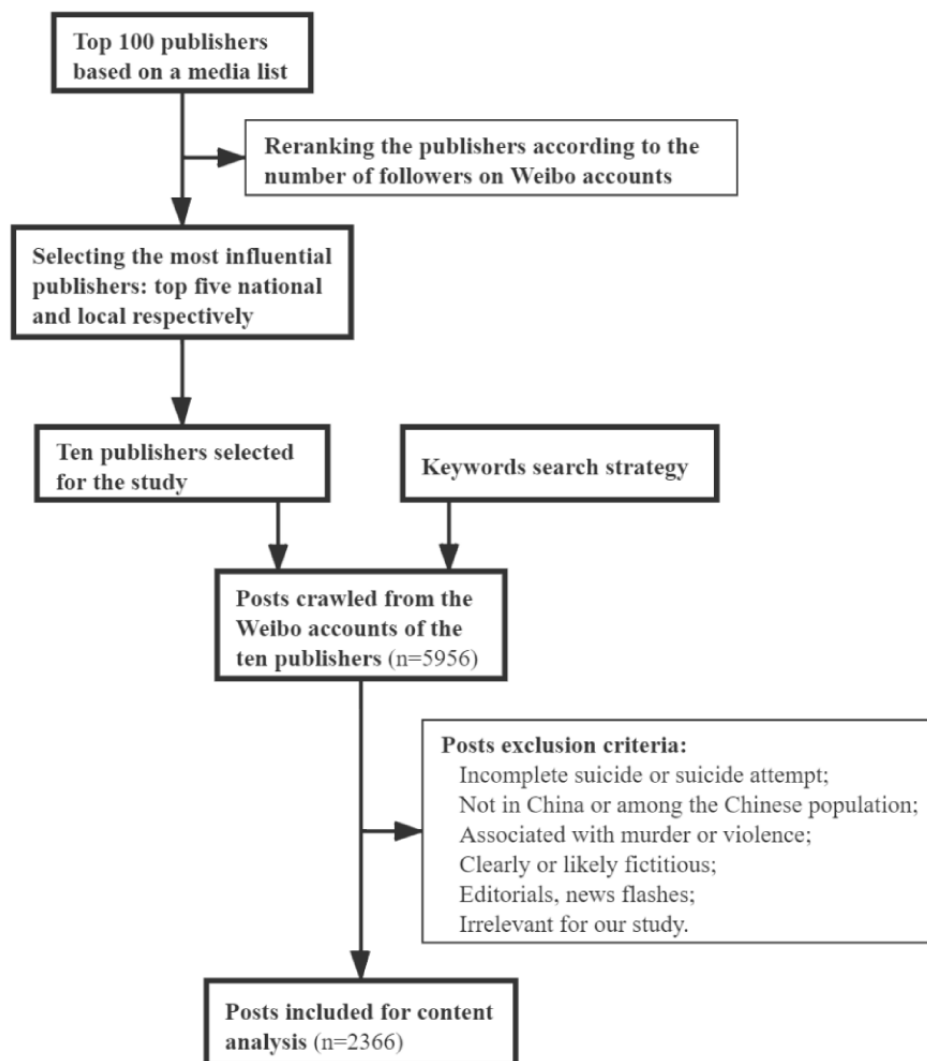 Top 100 publishers
based on a media list
Reranking the publishers according to the
number of followers on Weibo accounts
Selecting the most influential
publishers: top five national
and local respectively
Ten publishers selected
for the study
Keywords search strategy
Posts crawled from the
Weibo accounts of the
ten publishers (n=5956)
Posts exclusion criteria:
Incomplete suicide or suicide attempt;
Not in China or among the Chinese population;
Associated with murder or violence;
Clearly or likely fictitious;
Editorials, news flashes;
Irrelevant for our study.
Posts included for content
analysis (n=2366)